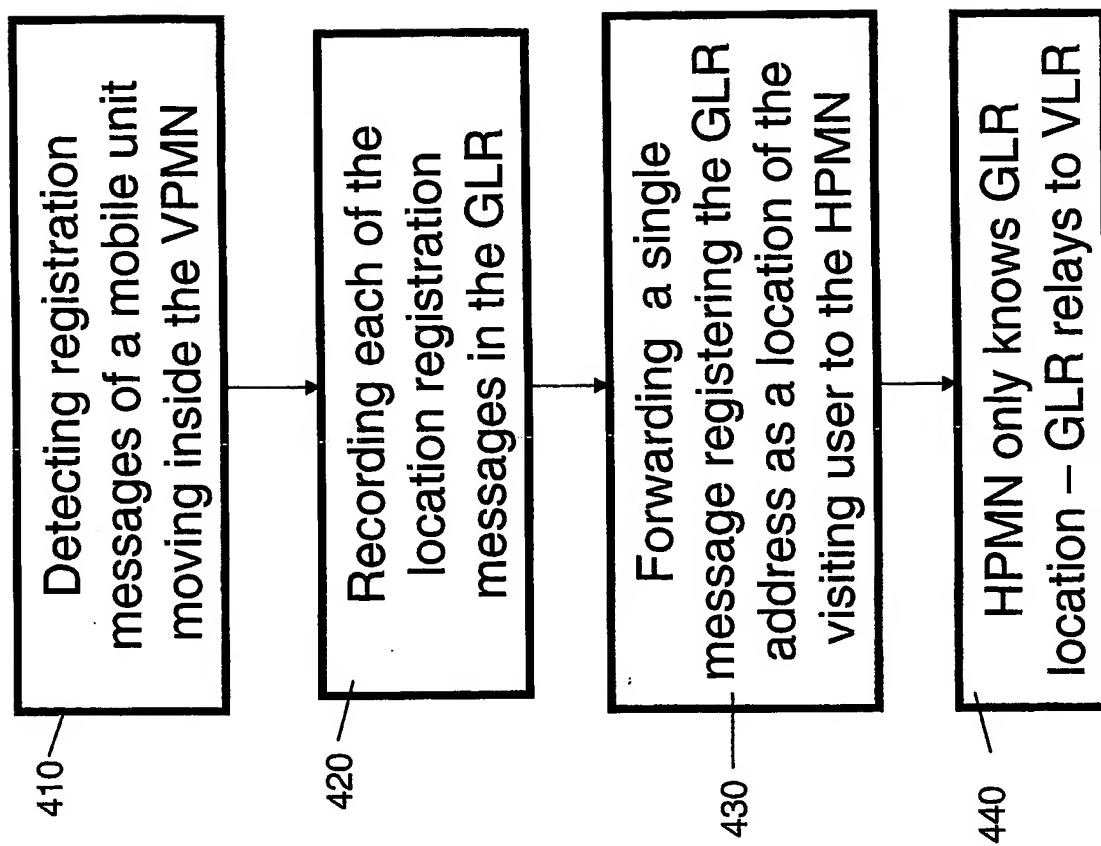 410
Detecting registration
messages of a mobile unit
moving inside the VPMN
420
Recording each of the
location registration
messages in the GLR
430
Forwarding a single
message registering the GLR
address as a location of the
visiting user to the HPMN
440
HPMN only knows GLR
location – GLR relays to VLR